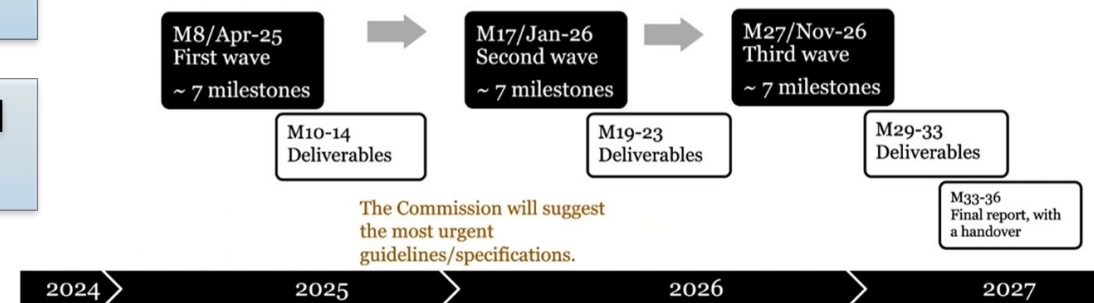 M8/Apr-25
First wave
~ 7 milestones
M10-14
Deliverables
M17/Jan-26
Second wave
~ 7 milestones
M19-23
Deliverables
M27/Nov-26
Third wave
~ 7 milestones
M29-33
Deliverables
M33-36
Final report, with
a handover
The Commission will suggest
the most urgent
guidelines/specifications.
2024
2025
2026
2027